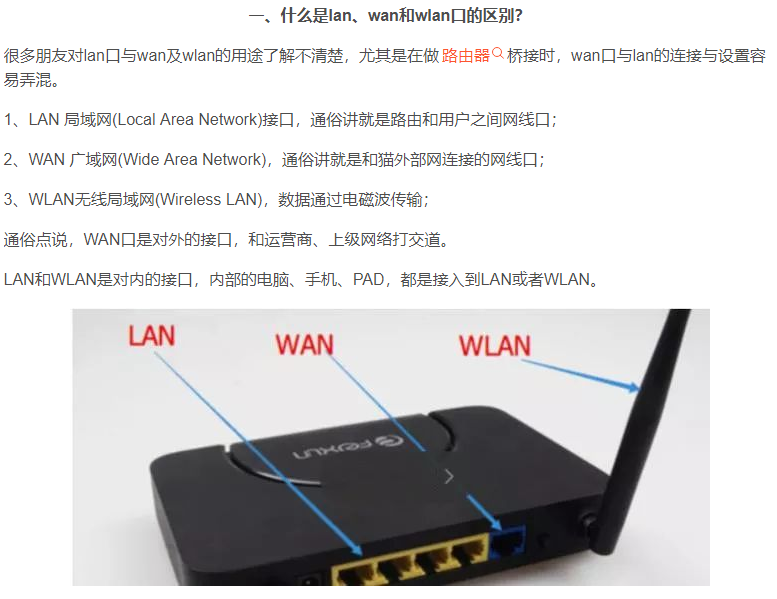 一、什么是lan、wan和wlan口的区别?
很多朋友对lan口与wan及wlan的用途了解不清楚，尤其是在做 路由器 桥接时，wan口与lan的连接与设置容
易弄混。
1、LAN 局域网(Local Area Network)接口，通俗讲就是路由和用户之间网线口；
2、WAN 广域网(Wide Area Network)，通俗讲就是和猫外部网连接的网线口；
3、WLAN无线局域网(Wireless LAN)，数据通过电磁波传输；
通俗点说，WAN口是对外的接口，和运营商、上级网络打交道。
LAN和WLAN是对内的接口，内部的电脑、手机、PAD，都是接入到LAN或者WLAN。
LAN
WAN
WLAN